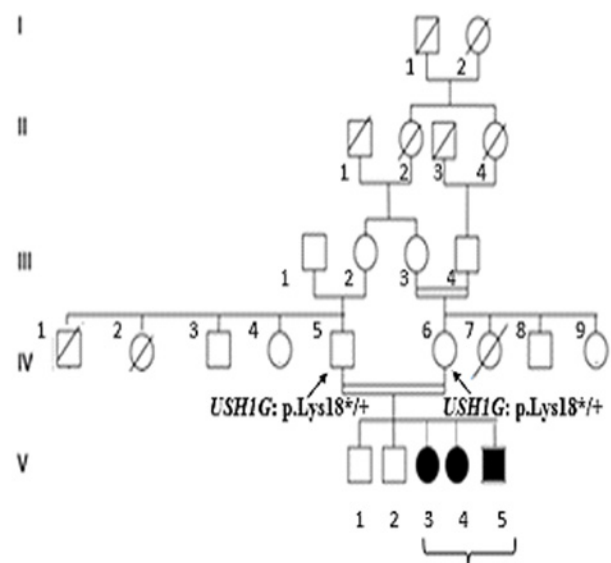 I
1 2
II
1 2 3 4
III
1 2 3 4
1 2 3 4 5 6 7 8 9
IV
USH1G: p.Lys18*/+ USH1G: p.Lys18*/+
V
1 2 3 4 5